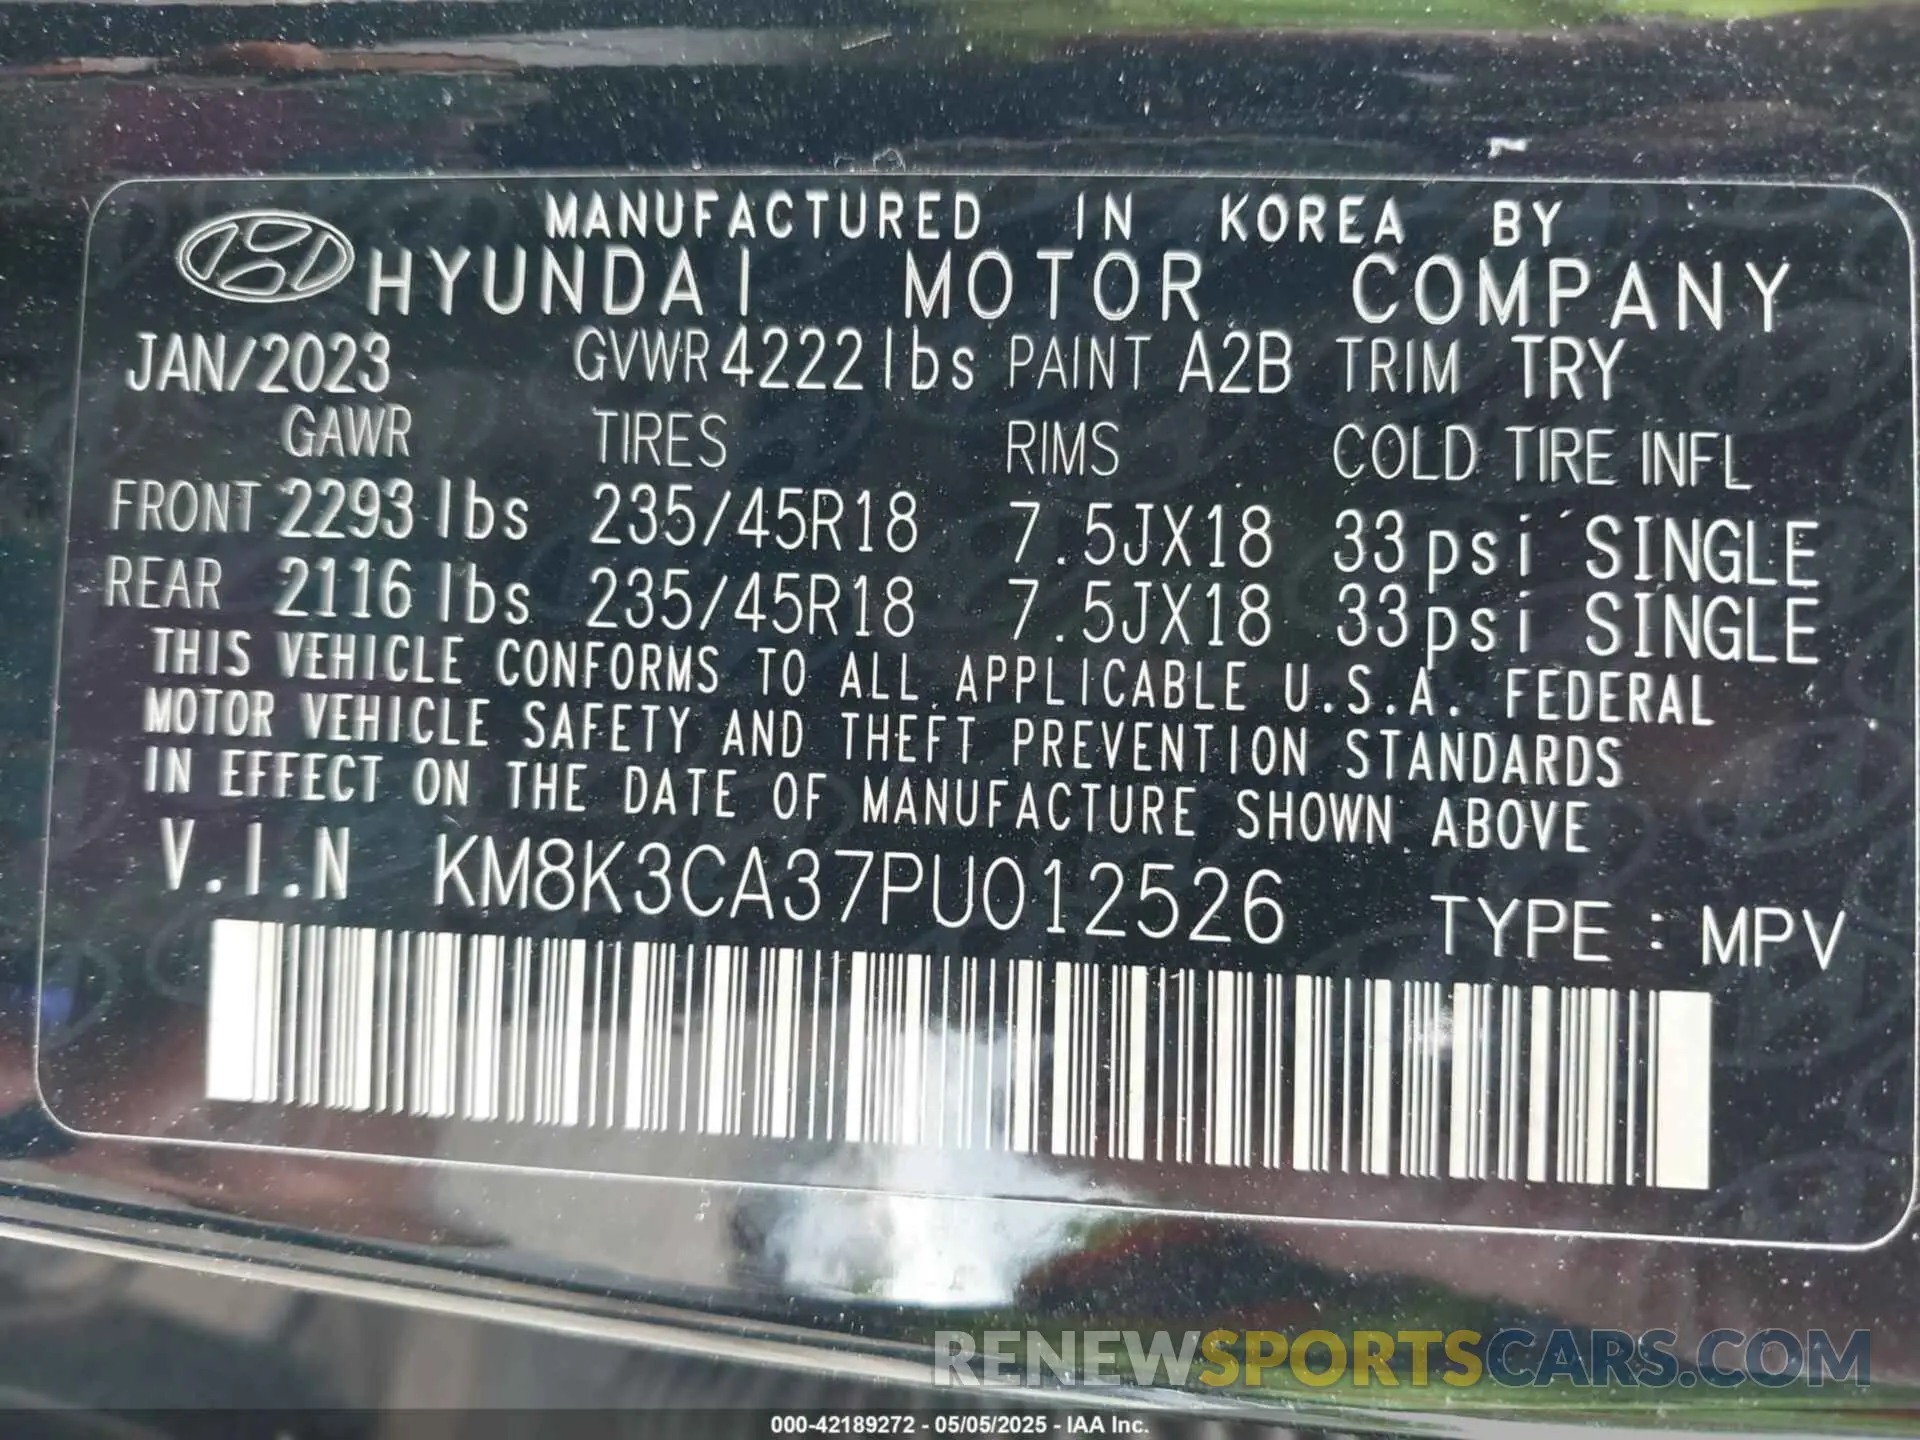 MANUFACTURED IN KOREA BY
HYUNDAI MOTOR COMPANY
JAN/2023 GVWR 4222 lbs PAINT A2B TRIM TRY
GAWR TIRES RIMS COLD TIRE INFL
FRONT 2293 lbs 235/45R18 7.5JX18 33psi SINGLE
REAR 2116 lbs 235/45R18 7.5JX18 33psi SINGLE
THIS VEHICLE CONFORMS TO ALL APPLICABLE U.S.A. FEDERAL
MOTOR VEHICLE SAFETY AND THEFT PREVENTION STANDARDS
IN EFFECT ON THE DATE OF MANUFACTURE SHOWN ABOVE
V.I.N KM8K3CA37PU012526 TYPE : MPV
RENEWSPORTSCARS.COM
000-42189272 - 05/05/2025 - IAA Inc.